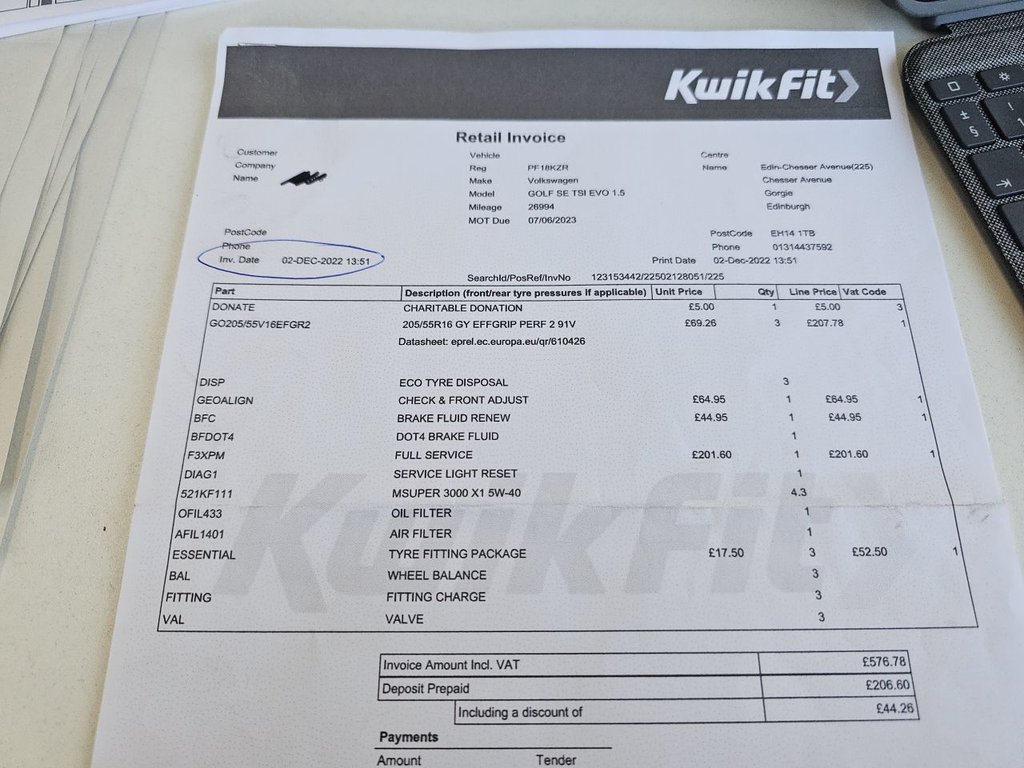 KwikFit
Retail Invoice
Customer
Company
Name
PostCode
Phone
Inv. Date 02-DEC-2022 13:51
Vehicle
Reg PF18KZR
Make Volkswagen
Model GOLF SE TSI EVO 1.5
Mileage 26994
MOT Due 07/06/2023
Centre
Name Edin-Chesser Avenue(225)
Chesser Avenue
Gorgie
Edinburgh
PostCode EH14 1TB
Phone 01314437592
Print Date 02-Dec-2022 13:51
SearchId/PosRef/InvNo 123153442/22502128051/225
Part Description (front/rear tyre pressures if applicable) Unit Price Qty Line Price Vat Code
DONATE CHARITABLE DONATION £5.00 1 £5.00 3
GO205/55V16EFGR2 205/55R16 GY EFFGRIP PERF 2 91V £69.26 3 £207.78 1
Datasheet: eprel.ec.europa.eu/qr/610426
DISP ECO TYRE DISPOSAL 3
GEOALIGN CHECK & FRONT ADJUST £64.95 1 £64.95 1
BFC BRAKE FLUID RENEW £44.95 1 £44.95 1
BFDOT4 DOT4 BRAKE FLUID 1
F3XPM FULL SERVICE £201.60 1 £201.60 1
DIAG1 SERVICE LIGHT RESET 1
521KF111 MSUPER 3000 X1 5W-40 4.3
OFIL433 OIL FILTER 1
AFIL1401 AIR FILTER 1
ESSENTIAL TYRE FITTING PACKAGE £17.50 3 £52.50 1
BAL WHEEL BALANCE 3
FITTING FITTING CHARGE 3
VAL VALVE 3
KwikFit
Invoice Amount Incl. VAT £576.78
Deposit Prepaid £206.60
Including a discount of £44.26
Payments
Amount Tender